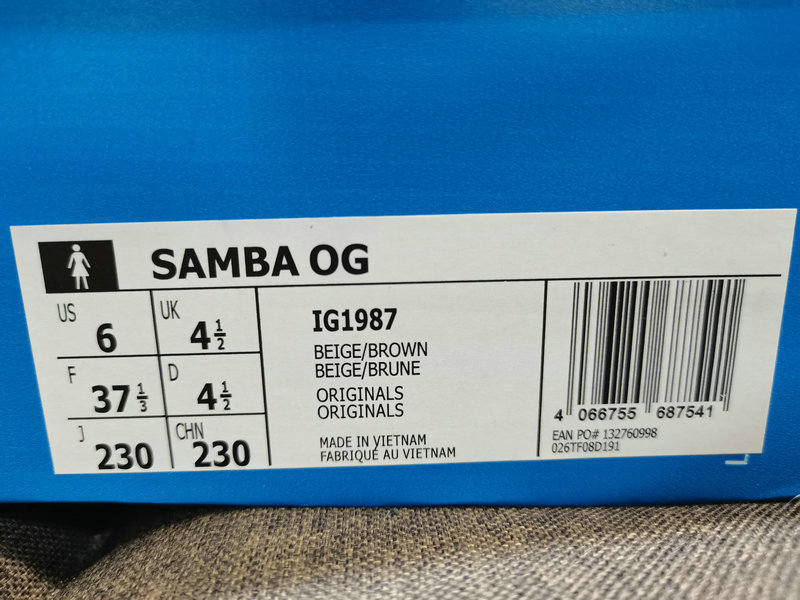 SAMBA OG
US 6 UK 4 1/2
F 37 1/3 D 4 1/2
J 230 CHN 230
IG1987
BEIGE/BROWN
BEIGE/BRUNE
ORIGINALS
ORIGINALS
MADE IN VIETNAM
FABRIQUÉ AU VIETNAM
4 066755 687541
EAN PO# 132760998
026TF08D191